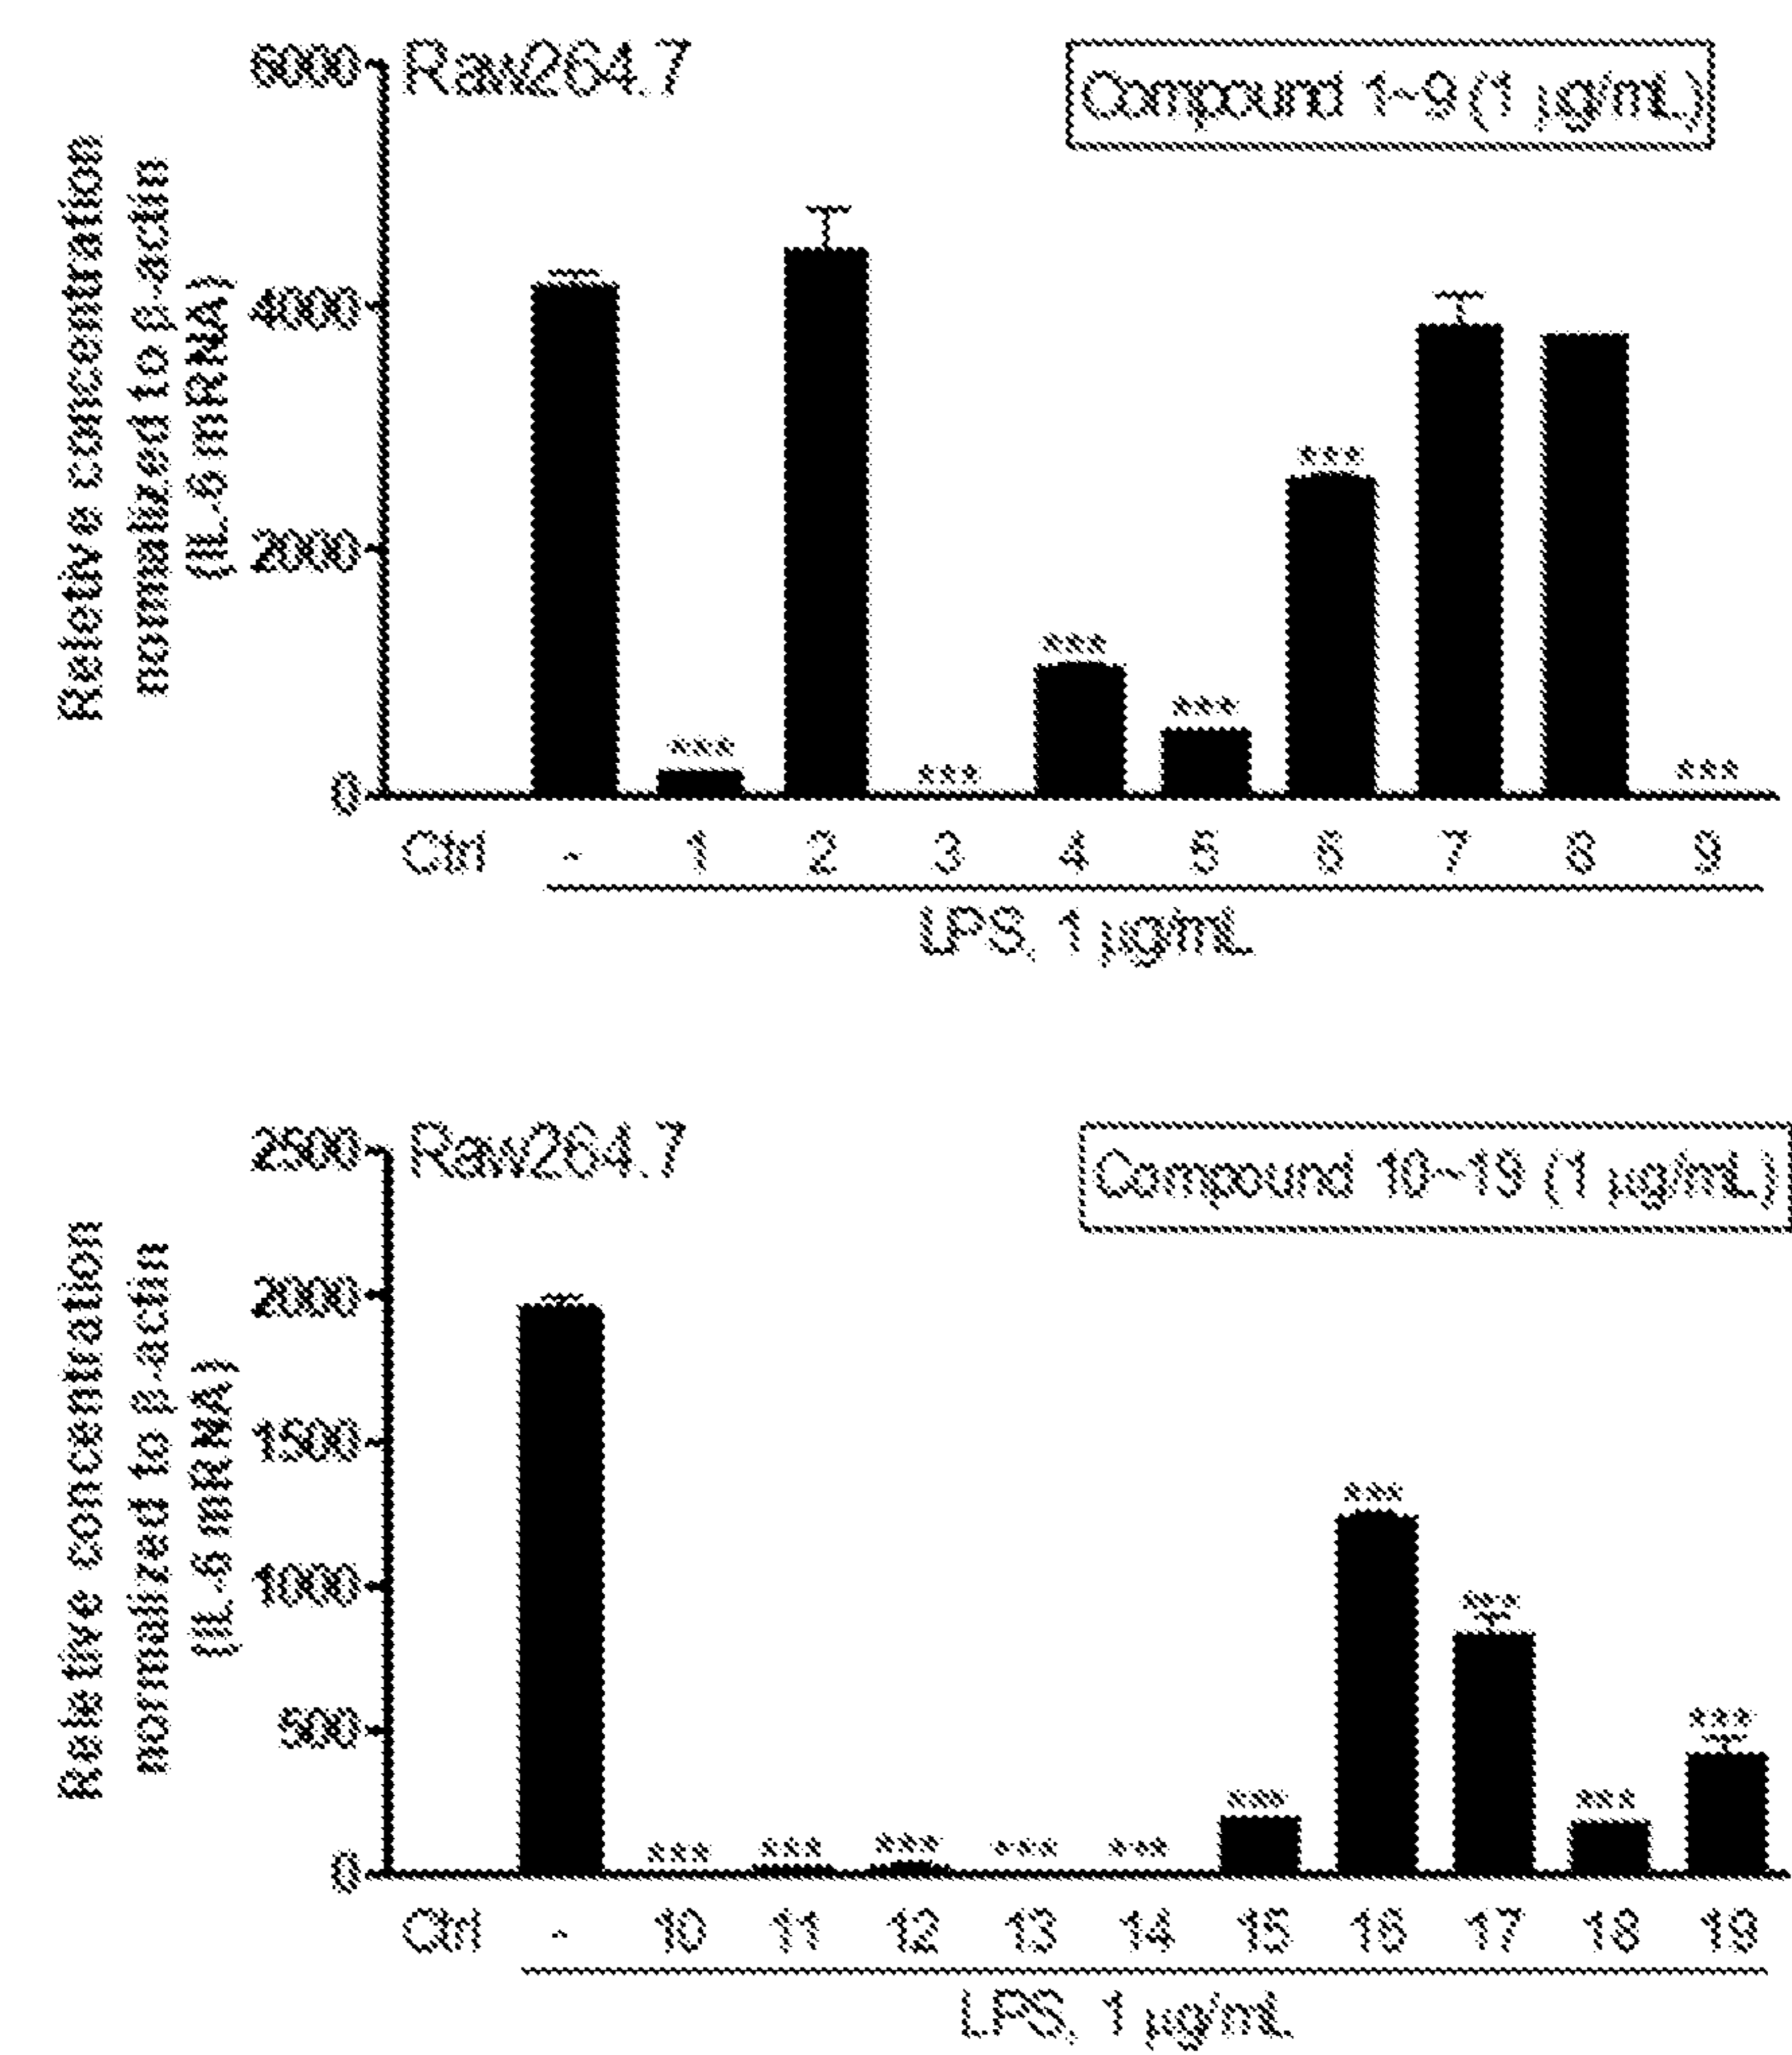 6000
Raw264.7
Compound 1~9 (1 µg/mL)
Reletive concentration
normalized to β-actin
(IL-6 mRNA)
4000
2000
0
***
***
***
***
***
***
Ctrl - 1 2 3 4 5 6 7 8 9
LPS, 1 µg/mL
2500
Raw264.7
Compound 10~19 (1 µg/mL)
Reletive concentration
normalized to β-actin
(IL-6 mRNA)
2000
1500
1000
500
0
***
***
***
***
*** *** *** *** *** ***
Ctrl - 10 11 12 13 14 15 16 17 18 19
LPS, 1 µg/mL